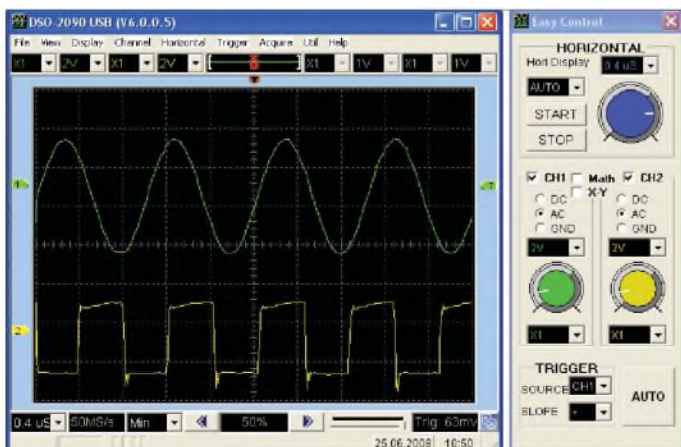 DSO-2090 USB (V6.0.0.5)
File View Display Channel Horizontal Trigger Acquire Util Help
X1 2V X1 2V X1 1V X1 1V
1
T
2
0.4 uS 50MS/s Min 50% Trig: 63mV
25.06.2008 10:50
Easy Control
HORIZONTAL
Hori Display 0.4 uS
AUTO
START
STOP
CH1 Math CH2
X-Y
DC DC
AC AC
GND GND
2V 2V
X1 X1
TRIGGER
SOURCE CH1
SLOPE +
AUTO